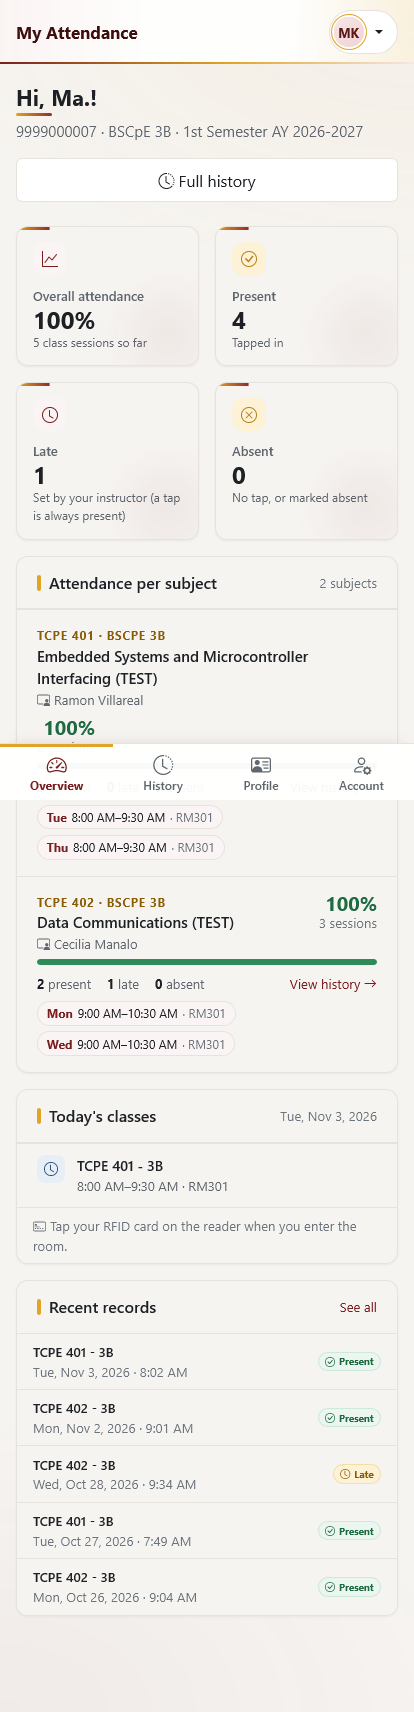 My Attendance
MK
Hi, Ma.!
9999000007 · BSCpE 3B · 1st Semester AY 2026-2027
Full history
Overall attendance
100%
5 class sessions so far
Present
4
Tapped in
Late
1
Set by your instructor (a tap
is always present)
Absent
0
No tap, or marked absent
Attendance per subject
2 subjects
TCPE 401 · BSCPE 3B
Embedded Systems and Microcontroller
Interfacing (TEST)
Ramon Villareal
100%
Overview
History
Profile
Account
Tue 8:00 AM–9:30 AM · RM301
Thu 8:00 AM–9:30 AM · RM301
TCPE 402 · BSCPE 3B
100%
Data Communications (TEST)
3 sessions
Cecilia Manalo
2 present 1 late 0 absent
View history →
Mon 9:00 AM–10:30 AM · RM301
Wed 9:00 AM–10:30 AM · RM301
Today's classes
Tue, Nov 3, 2026
TCPE 401 - 3B
8:00 AM–9:30 AM · RM301
Tap your RFID card on the reader when you enter the
room.
Recent records
See all
TCPE 401 - 3B
Tue, Nov 3, 2026 · 8:02 AM
Present
TCPE 402 - 3B
Mon, Nov 2, 2026 · 9:01 AM
Present
TCPE 402 - 3B
Wed, Oct 28, 2026 · 9:34 AM
Late
TCPE 401 - 3B
Tue, Oct 27, 2026 · 7:49 AM
Present
TCPE 402 - 3B
Mon, Oct 26, 2026 · 9:04 AM
Present